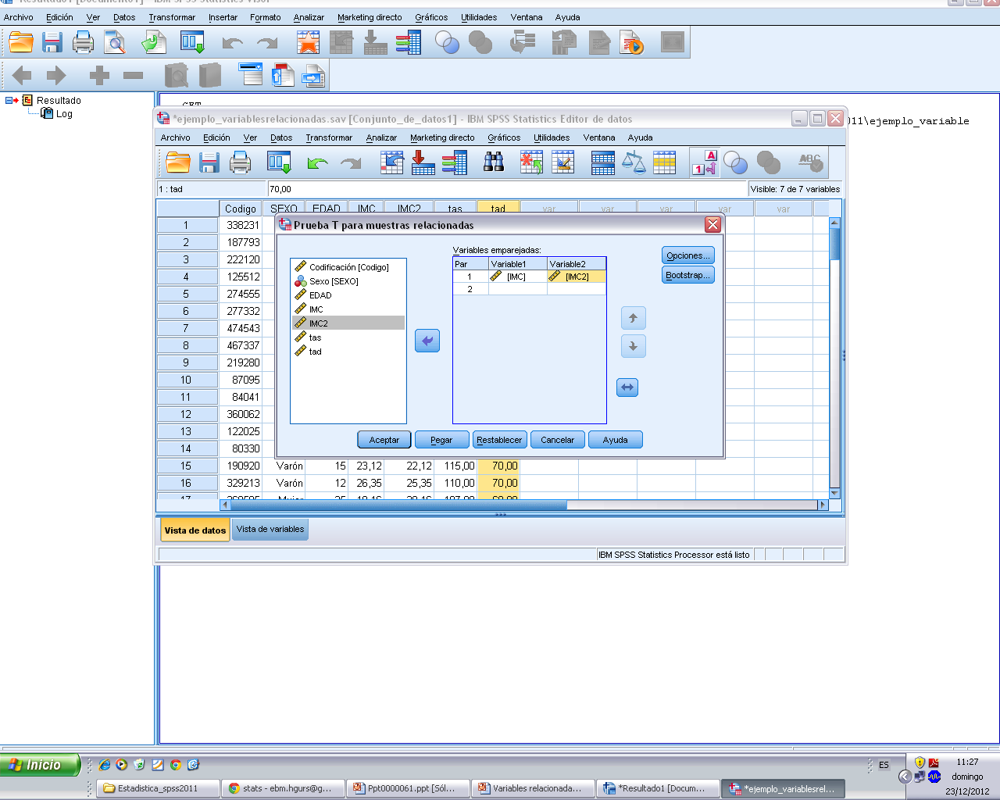 Resultado1 [Documento1] - IBM SPSS Statistics Visor
Archivo Edición Ver Datos Transformar Insertar Formato Analizar Marketing directo Gráficos Utilidades Ventana Ayuda
Resultado
Log
GET
011\ejemplo_variable
*ejemplo_variablesrelacionadas.sav [Conjunto_de_datos1] - IBM SPSS Statistics Editor de datos
Archivo Edición Ver Datos Transformar Analizar Marketing directo Gráficos Utilidades Ventana Ayuda
1 : tad 70,00 Visible: 7 de 7 variables
Codigo SEXO EDAD IMC IMC2 tas tad var var var var var
Prueba T para muestras relacionadas
Codificación [Codigo]
Sexo [SEXO]
EDAD
IMC
IMC2
tas
tad
Variables emparejadas:
Par Variable1 Variable2
1 [IMC] [IMC2]
2
Opciones...
Bootstrap...
Aceptar Pegar Restablecer Cancelar Ayuda
1 338231
2 187793
3 222120
4 125512
5 274555
6 277332
7 474543
8 467337
9 219280
10 87095
11 84041
12 360062
13 122025
14 80330
15 190920 Varón 15 23,12 22,12 115,00 70,00
16 329213 Varón 12 26,35 25,35 110,00 70,00
17
Vista de datos Vista de variables
IBM SPSS Statistics Processor está listo
Inicio
ES
11:27
domingo
23/12/2012
Estadistica_spss2011
stats - ebm.hgurs@g...
Ppt0000061.ppt [Sól...
Variables relacionada...
*Resultado1 [Docum...
*ejemplo_variablesrel...